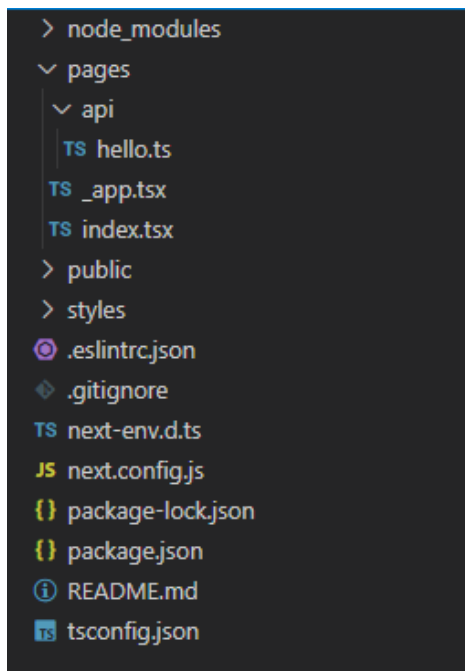 node_modules
pages
api
TS hello.ts
TS _app.tsx
TS index.tsx
public
styles
.eslintrc.json
.gitignore
TS next-env.d.ts
JS next.config.js
{} package-lock.json
{} package.json
README.md
TS tsconfig.json